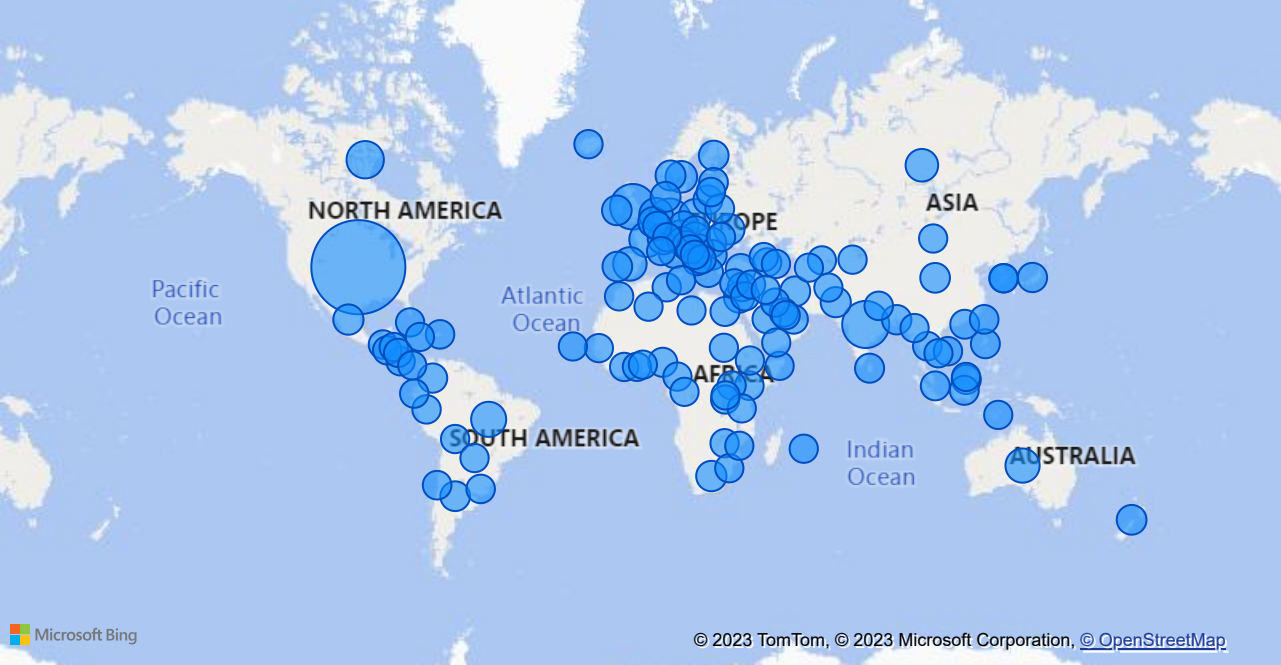 NORTH AMERICA
ASIA
Pacific
Ocean
Atlantic
Ocean
AFRICA
SOUTH AMERICA
Indian
Ocean
AUSTRALIA
Microsoft Bing
© 2023 TomTom, © 2023 Microsoft Corporation, © OpenStreetMap